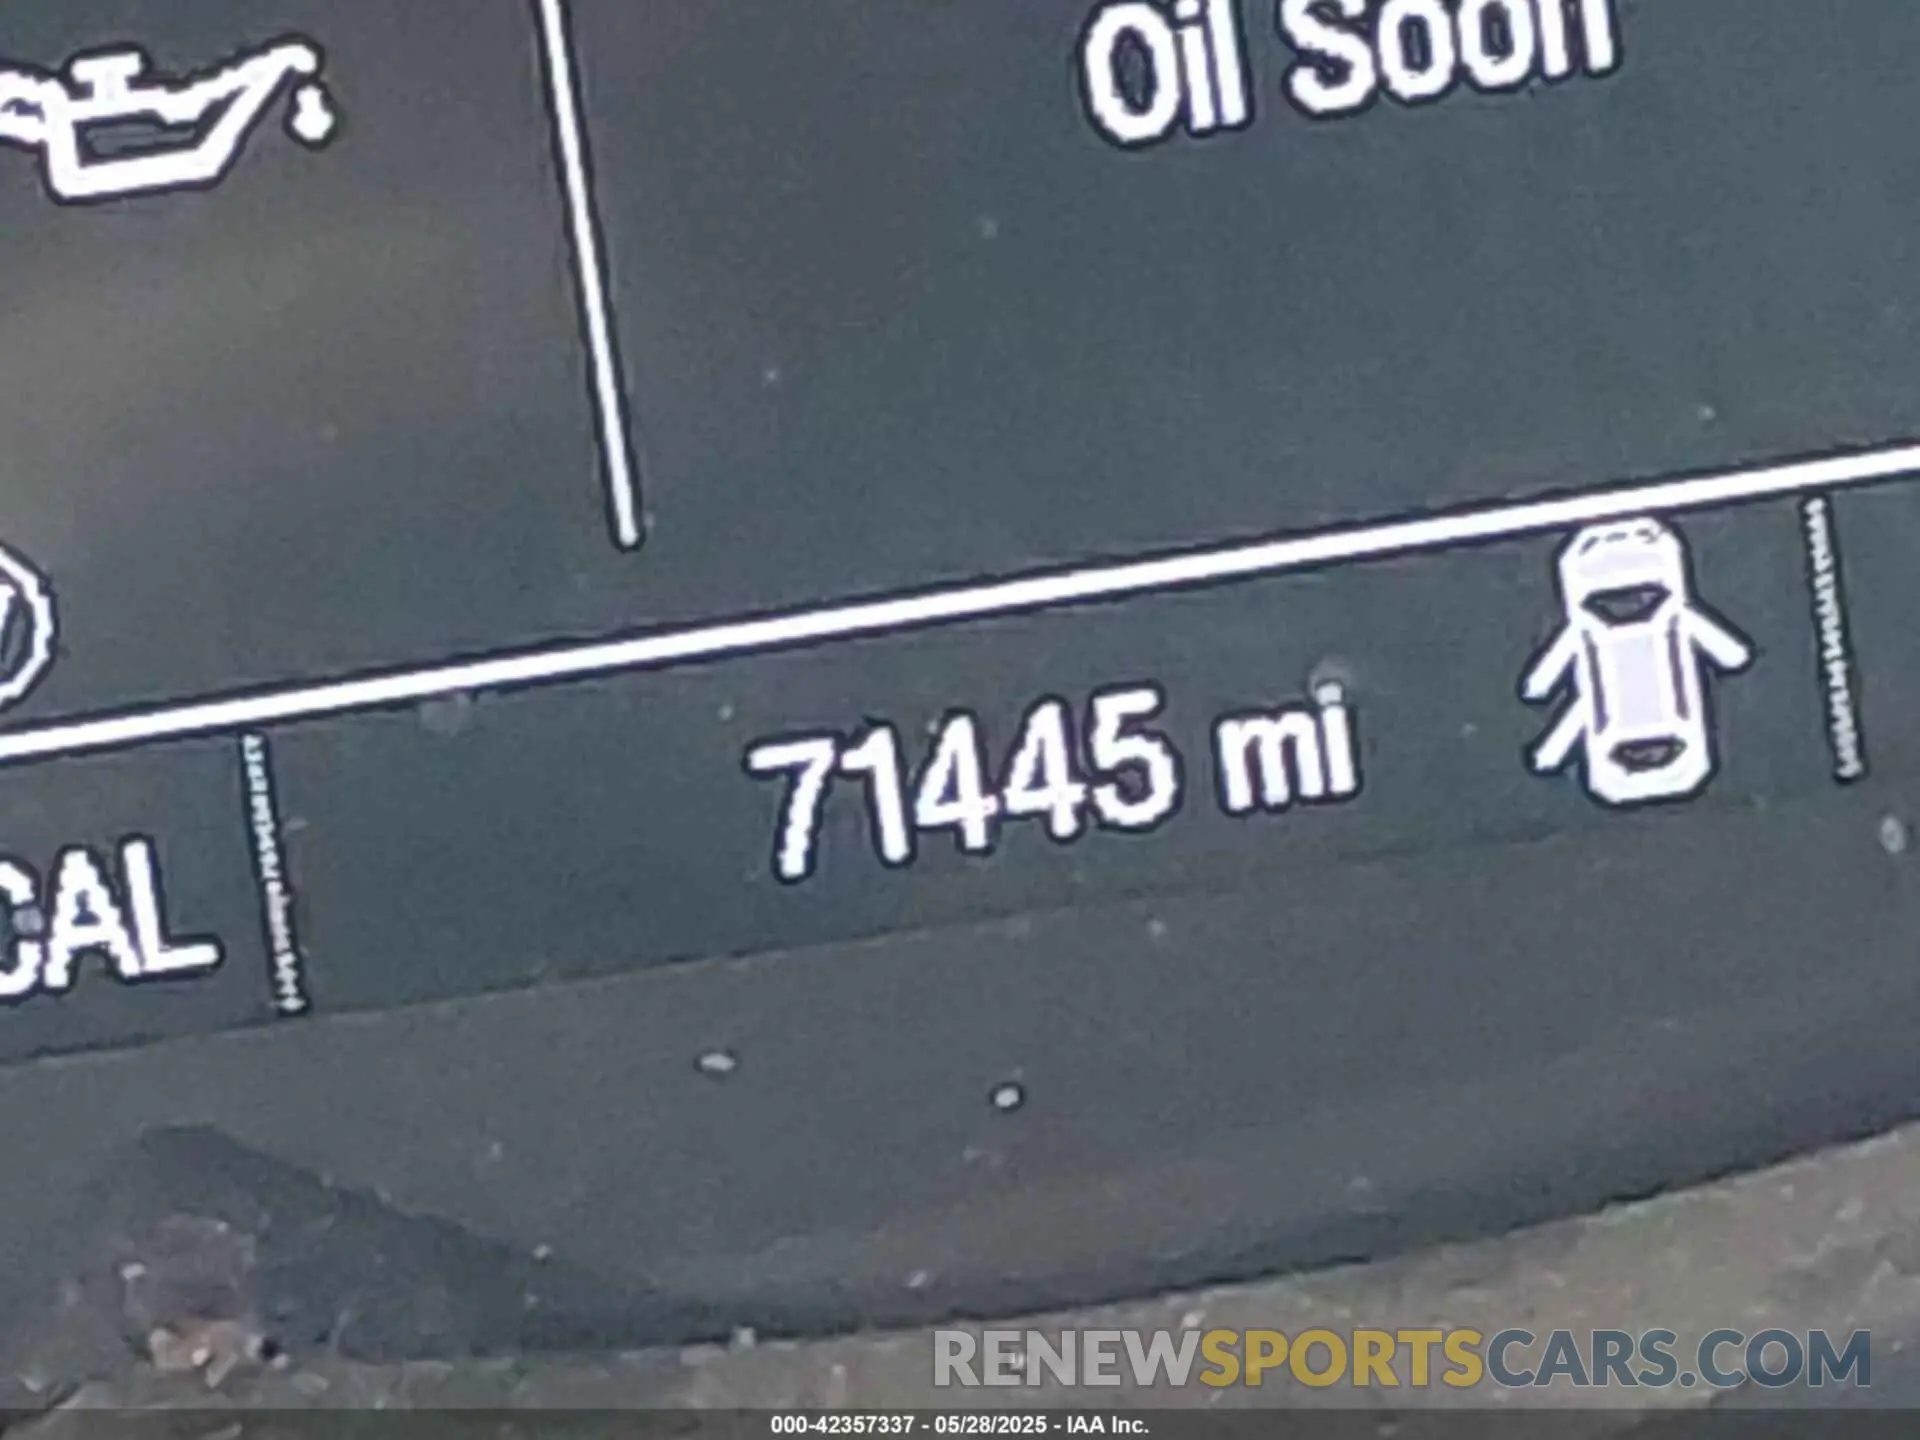 Oil Soon
71445 mi
CAL
RENEWSPORTSCARS.COM
000-42357337 - 05/28/2025 - IAA Inc.